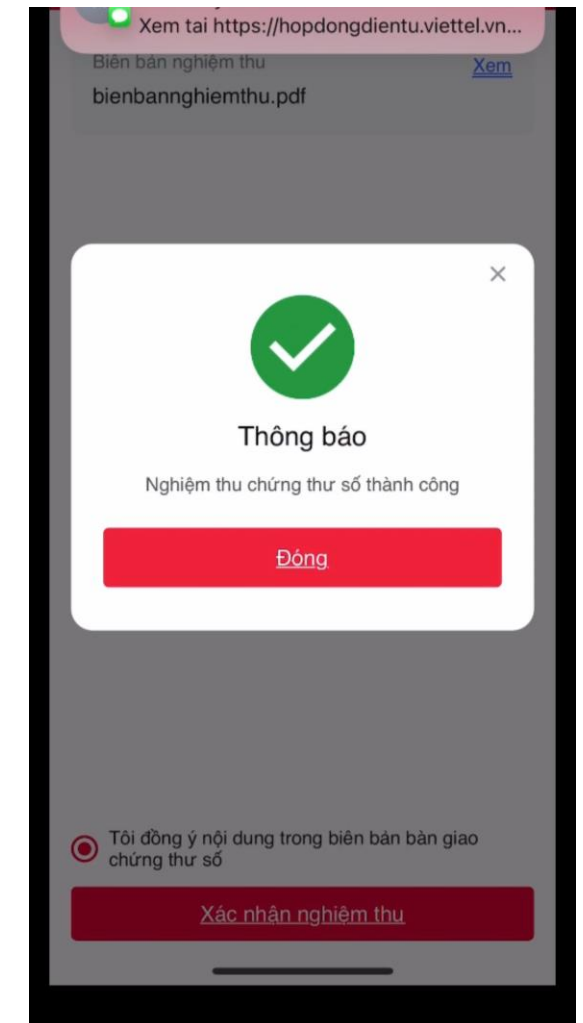 Xem tai https://hopdongdientu.viettel.vn...
Biên bản nghiệm thu Xem
bienbannghiemthu.pdf
Thông báo
Nghiệm thu chứng thư số thành công
Đóng
Tôi đồng ý nội dung trong biên bản bàn giao
chứng thư số
Xác nhận nghiệm thu